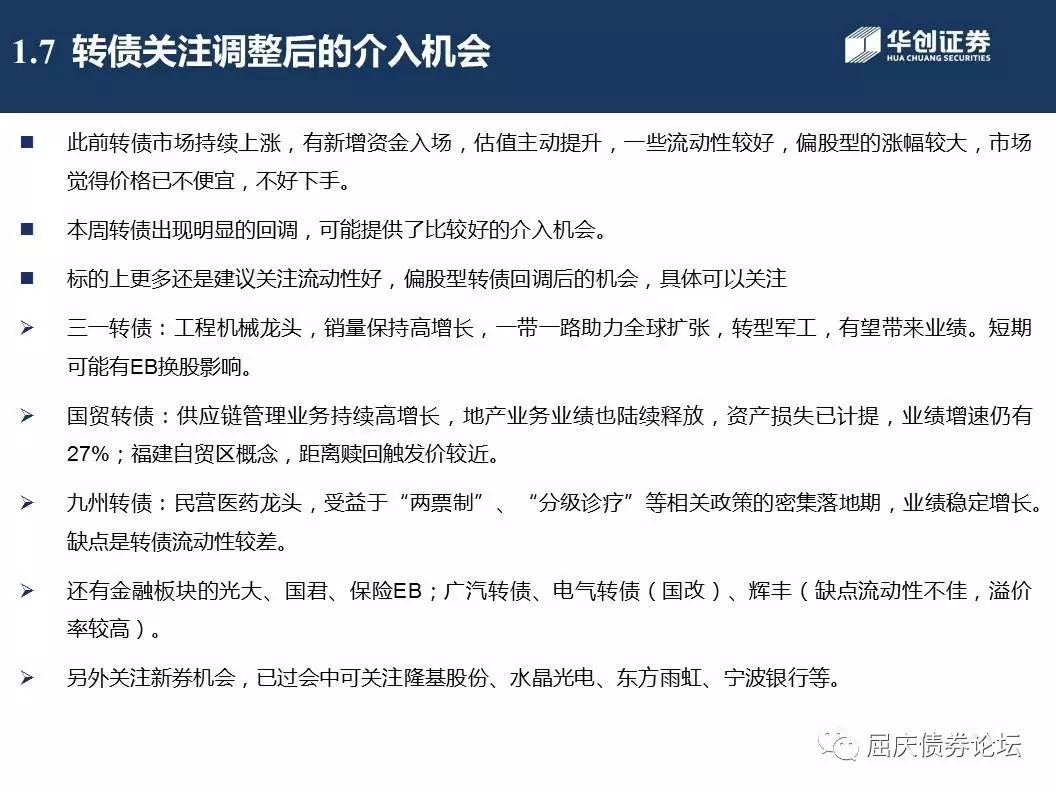 1.7 转债关注调整后的介入机会
华创证券
HUA CHUANG SECURITIES
此前转债市场持续上涨，有新增资金入场，估值主动提升，一些流动性较好，偏股型的涨幅较大，市场
觉得价格已不便宜，不好下手。
本周转债出现明显的回调，可能提供了比较好的介入机会。
标的上更多还是建议关注流动性好，偏股型转债回调后的机会，具体可以关注
三一转债：工程机械龙头，销量保持高增长，一带一路助力全球扩张，转型军工，有望带来业绩。短期
可能有EB换股影响。
国贸转债：供应链管理业务持续高增长，地产业务业绩也陆续释放，资产损失已计提，业绩增速仍有
27%；福建自贸区概念，距离赎回触发价较近。
九州转债：民营医药龙头，受益于“两票制”、“分级诊疗”等相关政策的密集落地期，业绩稳定增长。
缺点是转债流动性较差。
还有金融板块的光大、国君、保险EB；广汽转债、电气转债（国改）、辉丰（缺点流动性不佳，溢价
率较高）。
另外关注新券机会，已过会中可关注隆基股份、水晶光电、东方雨虹、宁波银行等。
屈庆债券论坛